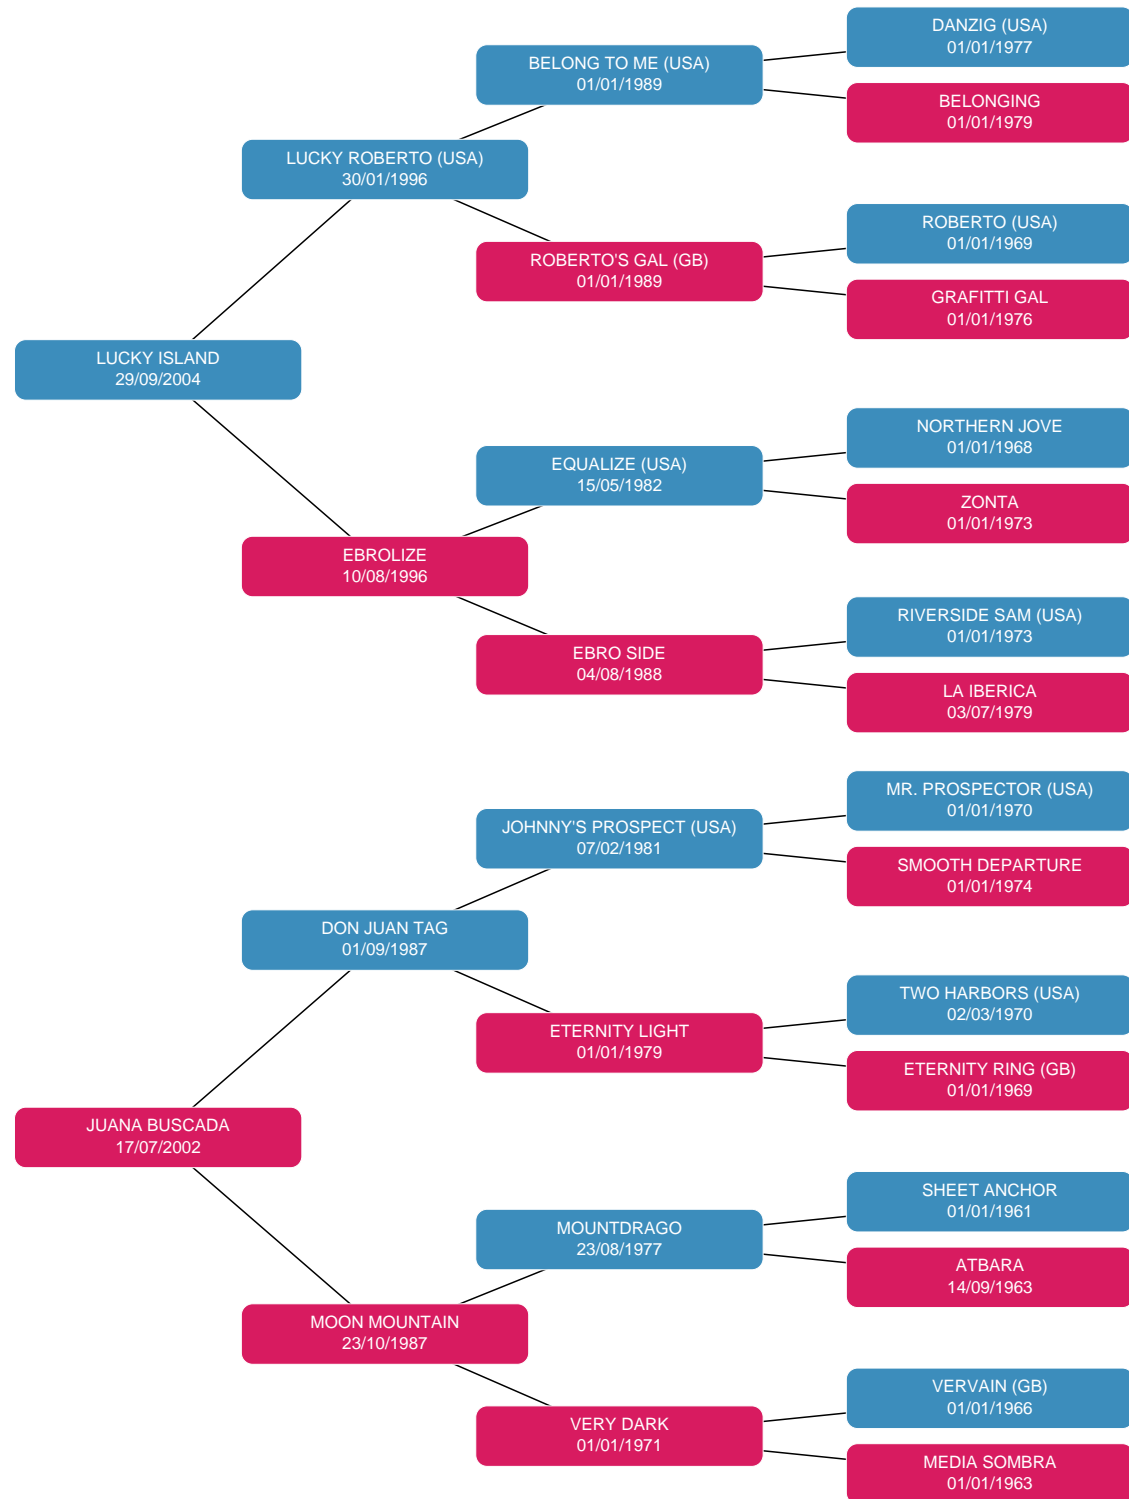 DANZIG (USA)
01/01/1977
BELONG TO ME (USA)
01/01/1989
BELONGING
01/01/1979
LUCKY ROBERTO (USA)
30/01/1996
ROBERTO (USA)
01/01/1969
ROBERTO'S GAL (GB)
01/01/1989
GRAFITTI GAL
01/01/1976
LUCKY ISLAND
29/09/2004
NORTHERN JOVE
01/01/1968
EQUALIZE (USA)
15/05/1982
ZONTA
01/01/1973
EBROLIZE
10/08/1996
RIVERSIDE SAM (USA)
01/01/1973
EBRO SIDE
04/08/1988
LA IBERICA
03/07/1979
MR. PROSPECTOR (USA)
01/01/1970
JOHNNY'S PROSPECT (USA)
07/02/1981
SMOOTH DEPARTURE
01/01/1974
DON JUAN TAG
01/09/1987
TWO HARBORS (USA)
02/03/1970
ETERNITY LIGHT
01/01/1979
ETERNITY RING (GB)
01/01/1969
JUANA BUSCADA
17/07/2002
SHEET ANCHOR
01/01/1961
MOUNTDRAGO
23/08/1977
ATBARA
14/09/1963
MOON MOUNTAIN
23/10/1987
VERVAIN (GB)
01/01/1966
VERY DARK
01/01/1971
MEDIA SOMBRA
01/01/1963